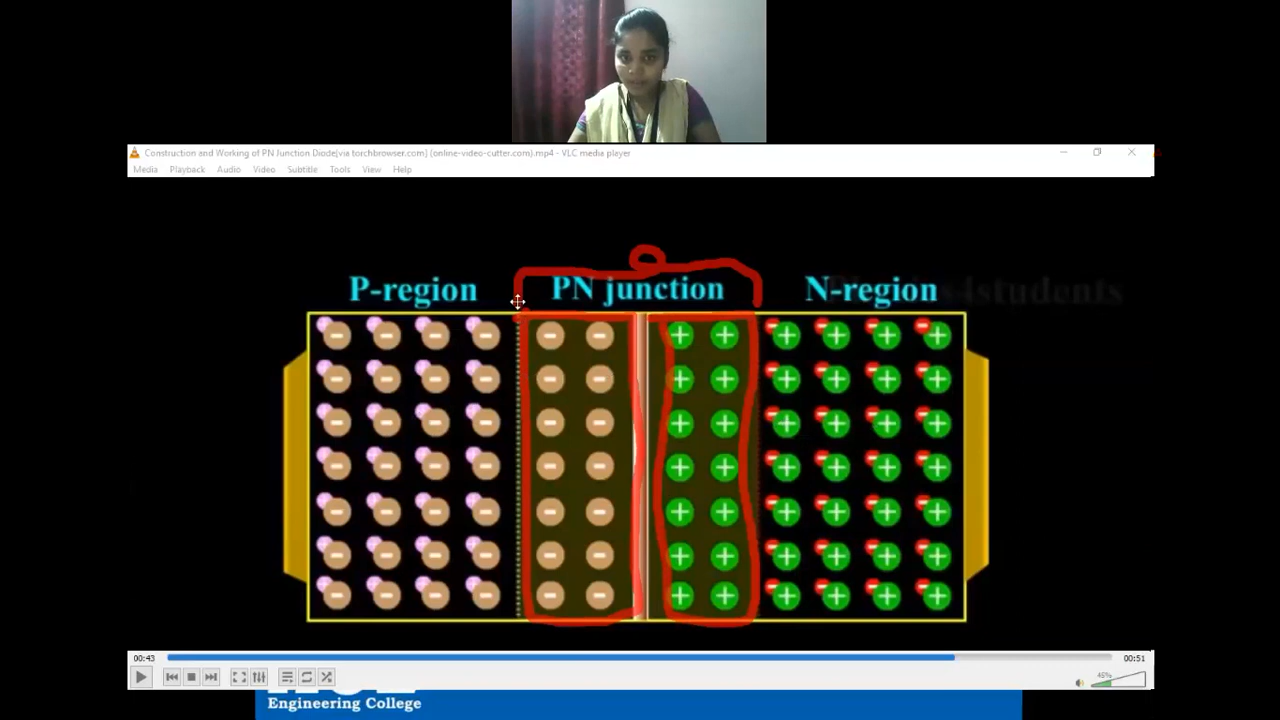 Construction and Working of PN Junction Diode[via torchbrowser.com] (online-video-cutter.com).mp4 - VLC media player
Media Playback Audio Video Subtitle Tools View Help
P-region PN junction N-region
00:43 00:51
45%
Engineering College